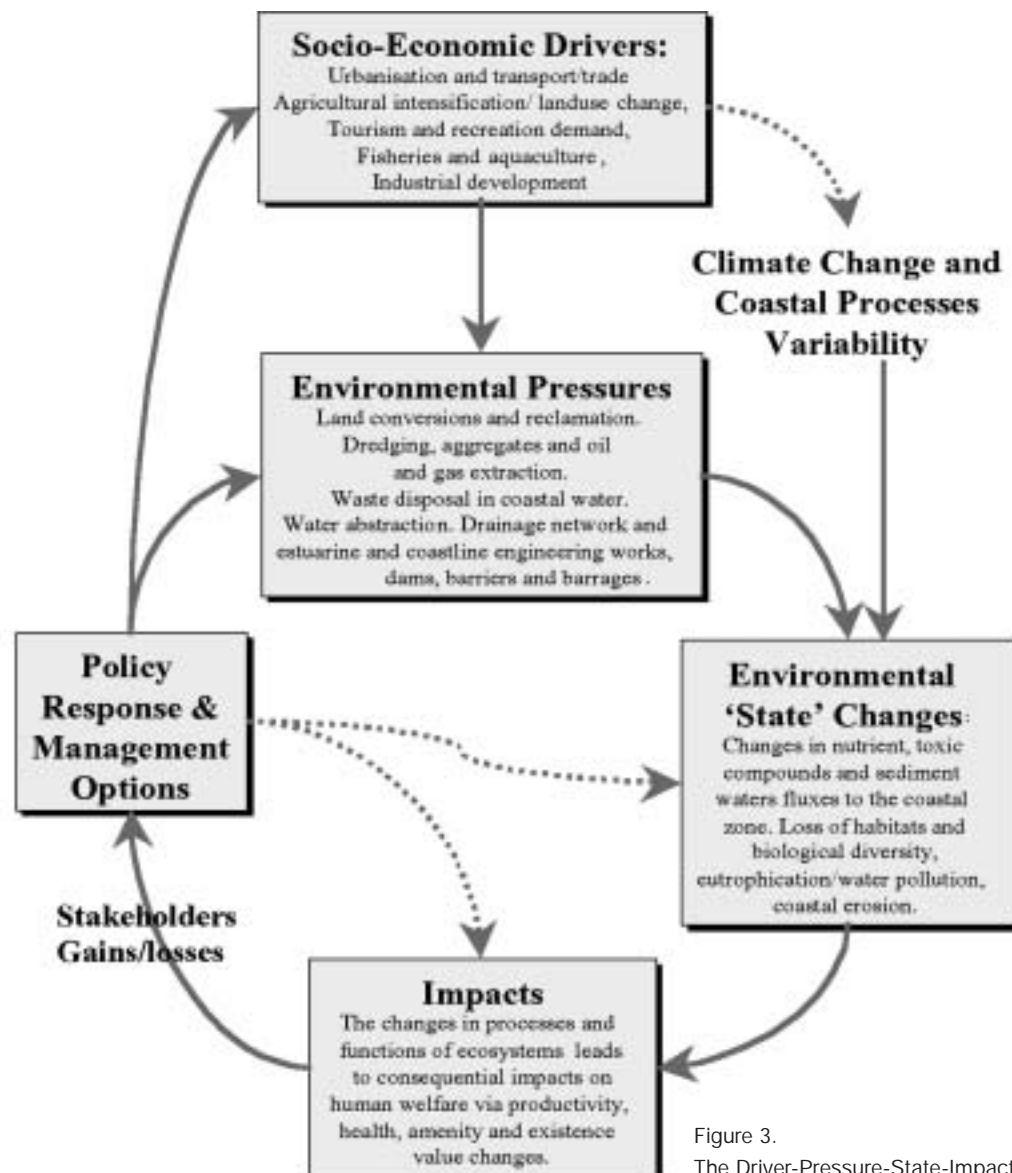 Socio-Economic Drivers:
Urbanisation and transport/trade
Agricultural intensification/ landuse change,
Tourism and recreation demand,
Fisheries and aquaculture ,
Industrial development
Climate Change and
Coastal Processes
Variability
Environmental Pressures
Land conversions and reclamation.
Dredging, aggregates and oil
and gas extraction.
Waste disposal in coastal water.
Water abstraction. Drainage network and
estuarine and coastline engineering works,
dams, barriers and barrages .
Policy
Response &
Management
Options
Environmental
‘State’ Changes:
Changes in nutrient, toxic
compounds and sediment
waters fluxes to the coastal
zone. Loss of habitats and
biological diversity,
eutrophication/water pollution,
coastal erosion.
Stakeholders
Gains/losses
Impacts
The changes in processes and
functions of ecosystems leads
to consequential impacts on
human welfare via productivity,
health, amenity and existence
value changes.
Figure 3.
The Driver-Pressure-State-Impact